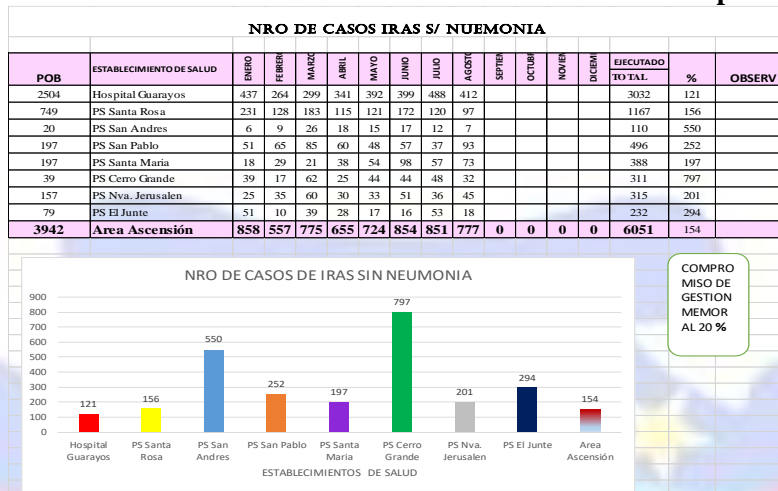 NRO DE CASOS IRAS S/ NUEMONIA
POB ESTABLECIMIENTO DE SALUD ENERO FEBRERO MARZO ABRIL MAYO JUNIO JULIO AGOSTO SEPTIEM OCTUBR NOVIEM DICIEMB EJECUTADO TOTAL % OBSERV
2504 Hospital Guarayos 437 264 299 341 392 399 488 412 3032 121
749 PS Santa Rosa 231 128 183 115 121 172 120 97 1167 156
20 PS San Andres 6 9 26 18 15 17 12 7 110 550
197 PS San Pablo 51 65 85 60 48 57 37 93 496 252
197 PS Santa Maria 18 29 21 38 54 98 57 73 388 197
39 PS Cerro Grande 39 17 62 25 44 44 48 32 311 797
157 PS Nva. Jerusalen 25 35 60 30 33 51 36 45 315 201
79 PS El Junte 51 10 39 28 17 16 53 18 232 294
3942 Area Ascensión 858 557 775 655 724 854 851 777 0 0 0 0 6051 154
NRO DE CASOS DE IRAS SIN NEUMONIA
900
800
700
600
500
400
300
200
100
0
121
156
550
252
197
797
201
294
154
Hospital Guarayos
PS Santa Rosa
PS San Andres
PS San Pablo
PS Santa Maria
PS Cerro Grande
PS Nva. Jerusalen
PS El Junte
Area Ascensión
ESTABLECIMIENTOS DE SALUD
COMPRO
MISO DE
GESTION
MEMOR
AL 20 %